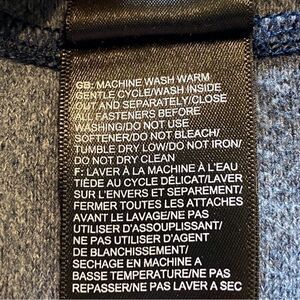 GB: MACHINE WASH WARM
GENTLE CYCLE/WASH INSIDE
OUT AND SEPARATELY/CLOSE
ALL FASTENERS BEFORE
WASHING/DO NOT USE
SOFTENER/DO NOT BLEACH/
TUMBLE DRY LOW/DO NOT IRON/
DO NOT DRY CLEAN
F: LAVER À LA MACHINE À L'EAU
TIÈDE AU CYCLE DÉLICAT/LAVER
SUR L'ENVERS ET SEPAREMENT/
FERMER TOUTES LES ATTACHES
AVANT LE LAVAGE/NE PAS
UTILISER D'ASSOUPLISSANT/
NE PAS UTILISER D'AGENT
DE BLANCHISSEMENT/
SECHAGE EN MACHINE A
BASSE TEMPERATURE/NE PAS
REPASSER/NE PAS LAVER A SEC